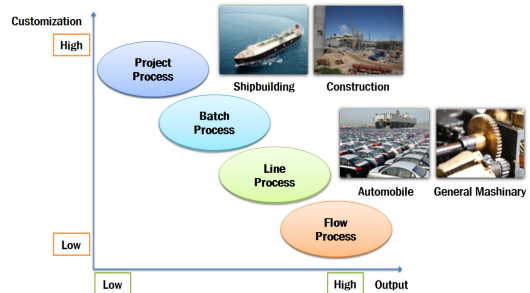 Customization
High
Project
Process
Shipbuilding
Construction
Batch
Process
Line
Process
Automobile
General Mashinary
Flow
Process
Low
Low
High
Output